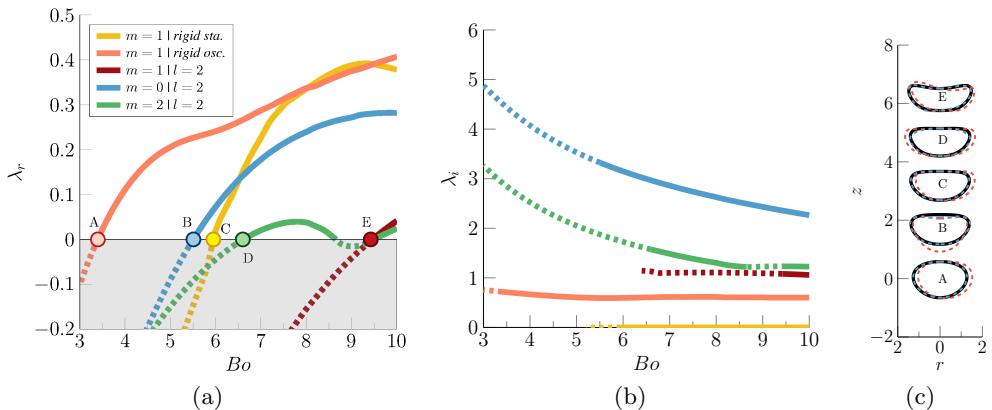 0.5
0.4
0.3
0.2
0.1
0
−0.1
−0.2
λr
m = 1 | rigid sta.
m = 1 | rigid osc.
m = 1 | l = 2
m = 0 | l = 2
m = 2 | l = 2
A
B
C
D
E
3 4 5 6 7 8 9 10
Bo
(a)
6
5
4
3
2
1
0
λi
3 4 5 6 7 8 9 10
Bo
(b)
8
6
4
2
0
−2
z
E
D
C
B
A
2 0 2
r
(c)